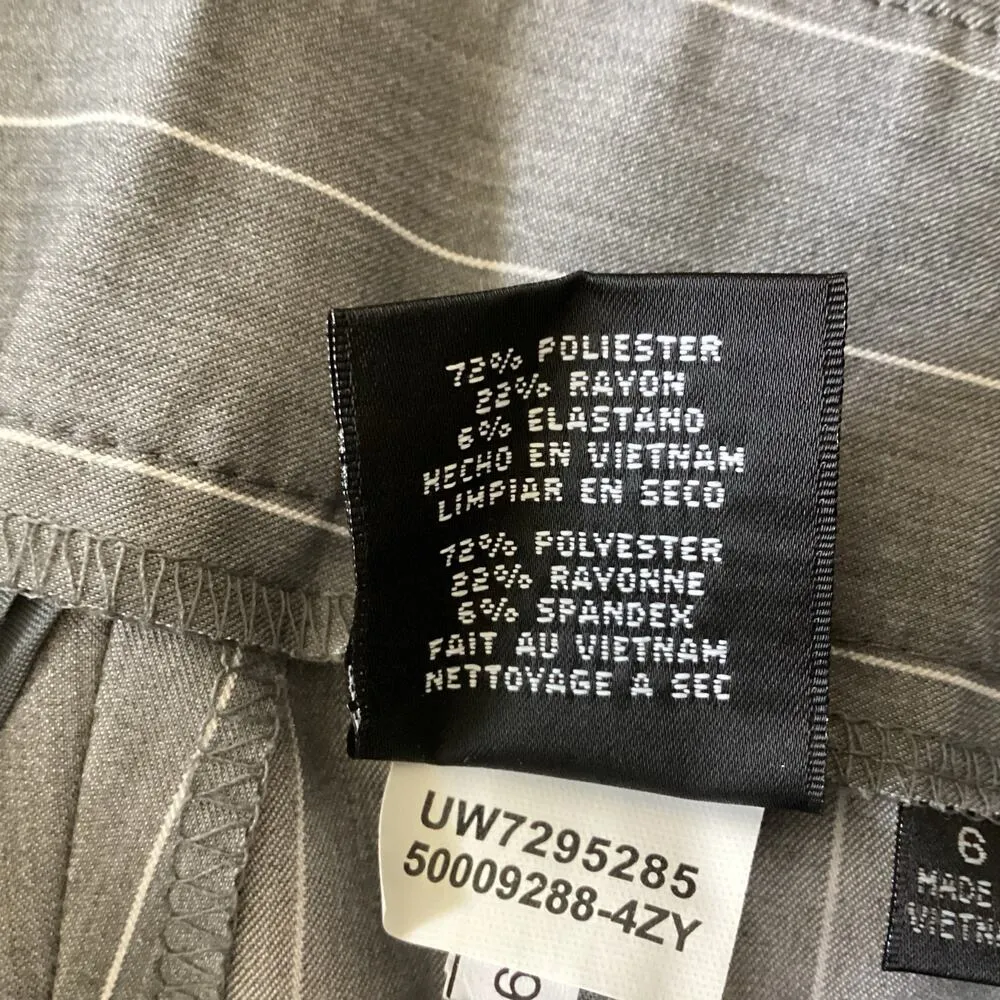 72% POLIESTER
22% RAYON
6% ELASTANO
HECHO EN VIETNAM
LIMPIAR EN SECO
72% POLYESTER
22% RAYONNE
6% SPANDEX
FAIT AU VIETNAM
NETTOYAGE A SEC
UW7295285
50009288-4ZY
6
6
MADE